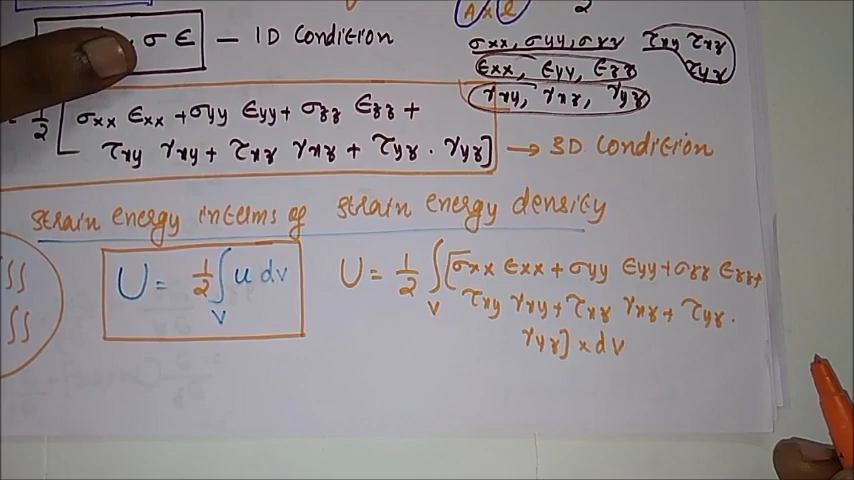 A x l
2
σ ε — 1D Condition
σxx, σyy, σzz τxy τxz
τyz
εxx, εyy, εzz
γxy, γxz, γyz
= 1/2 [ σxx εxx + σyy εyy + σzz εzz +
τxy γxy + τxz γxz + τyz . γyz] → 3D Condition
Strain energy interms of strain energy density
∫∫
∫∫
U = 1/2 ∫v u dv
U = 1/2 ∫v [σxx εxx + σyy εyy + σzz εzz +
τxy γxy + τxz γxz + τyz .
γyz] x dv